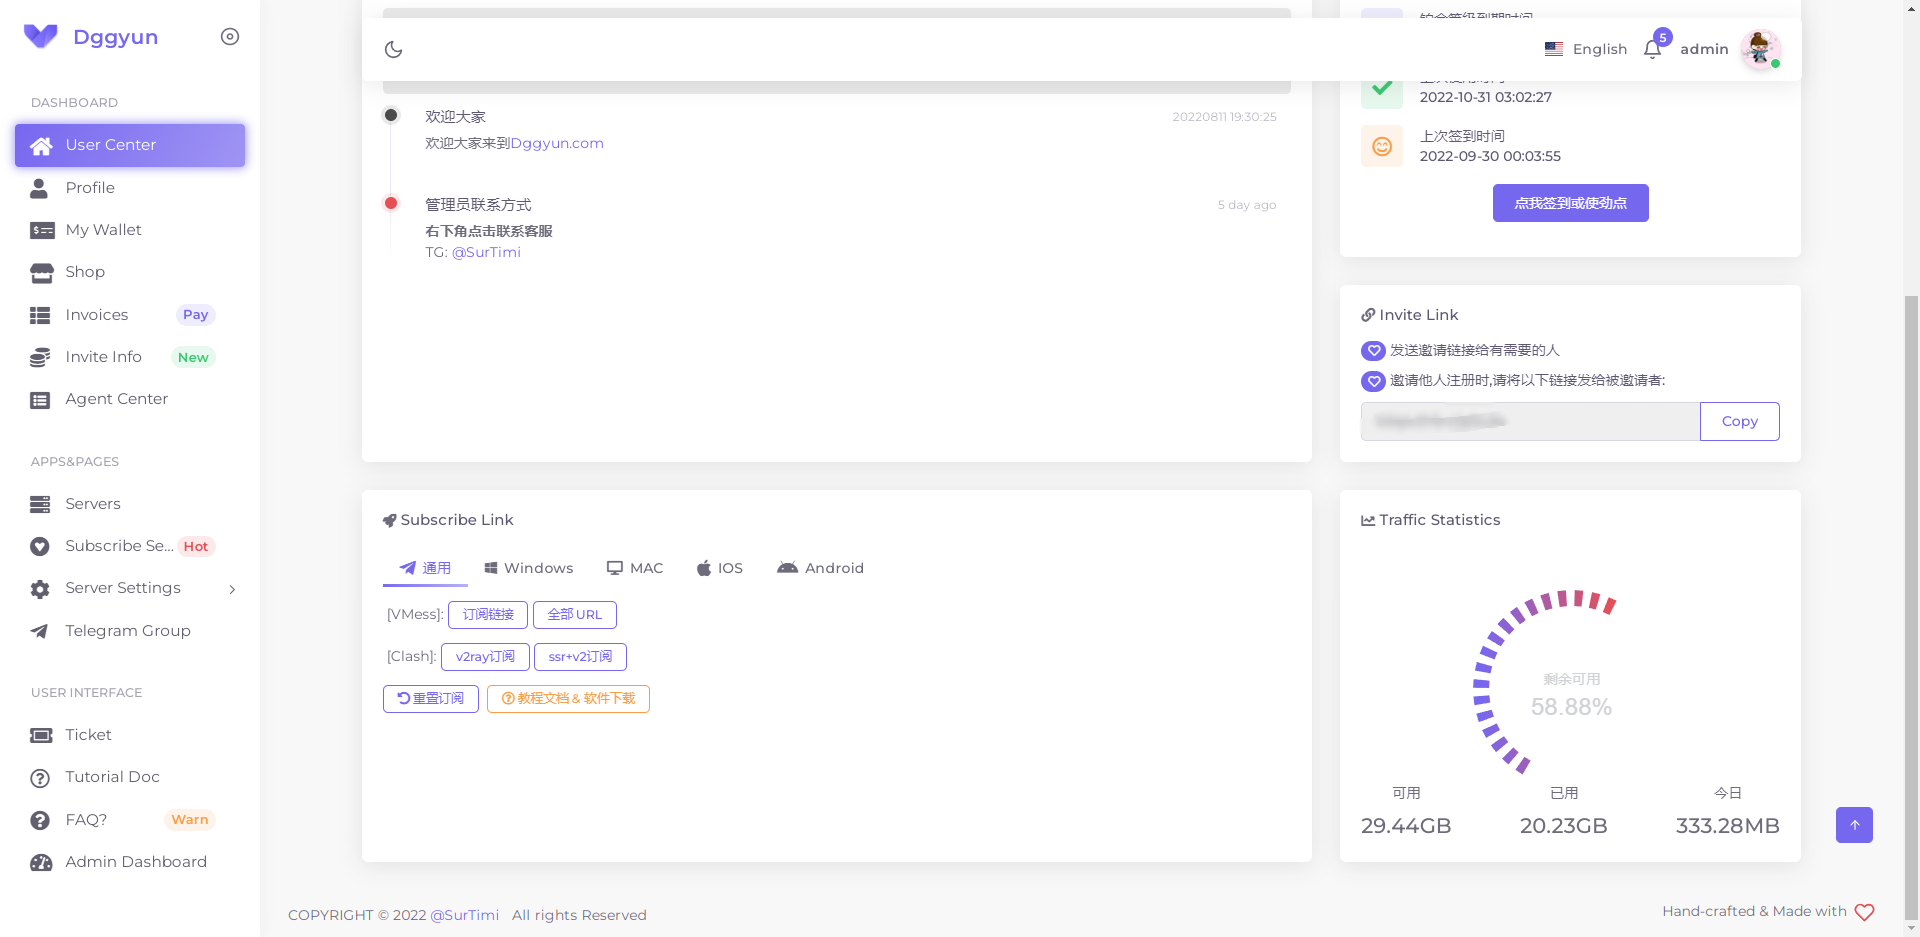 Dggyun
DASHBOARD
User Center
Profile
My Wallet
Shop
Invoices Pay
Invite Info New
Agent Center
APPS&PAGES
Servers
Subscribe Se... Hot
Server Settings
Telegram Group
USER INTERFACE
Ticket
Tutorial Doc
FAQ? Warn
Admin Dashboard
English 5 admin
欢迎大家 20220811 19:30:25
欢迎大家来到Dggyun.com
管理员联系方式 5 day ago
右下角点击联系客服
TG: @SurTimi
2022-10-31 03:02:27
上次签到时间
2022-09-30 00:03:55
点我签到或使劲点
Invite Link
发送邀请链接给有需要的人
邀请他人注册时,请将以下链接发给被邀请者:
Copy
Subscribe Link
通用 Windows MAC IOS Android
[VMess]: 订阅链接 全部 URL
[Clash]: v2ray订阅 ssr+v2订阅
重置订阅 教程文档 & 软件下载
Traffic Statistics
剩余可用
58.88%
可用 已用 今日
29.44GB 20.23GB 333.28MB
COPYRIGHT © 2022 @SurTimi All rights Reserved
Hand-crafted & Made with